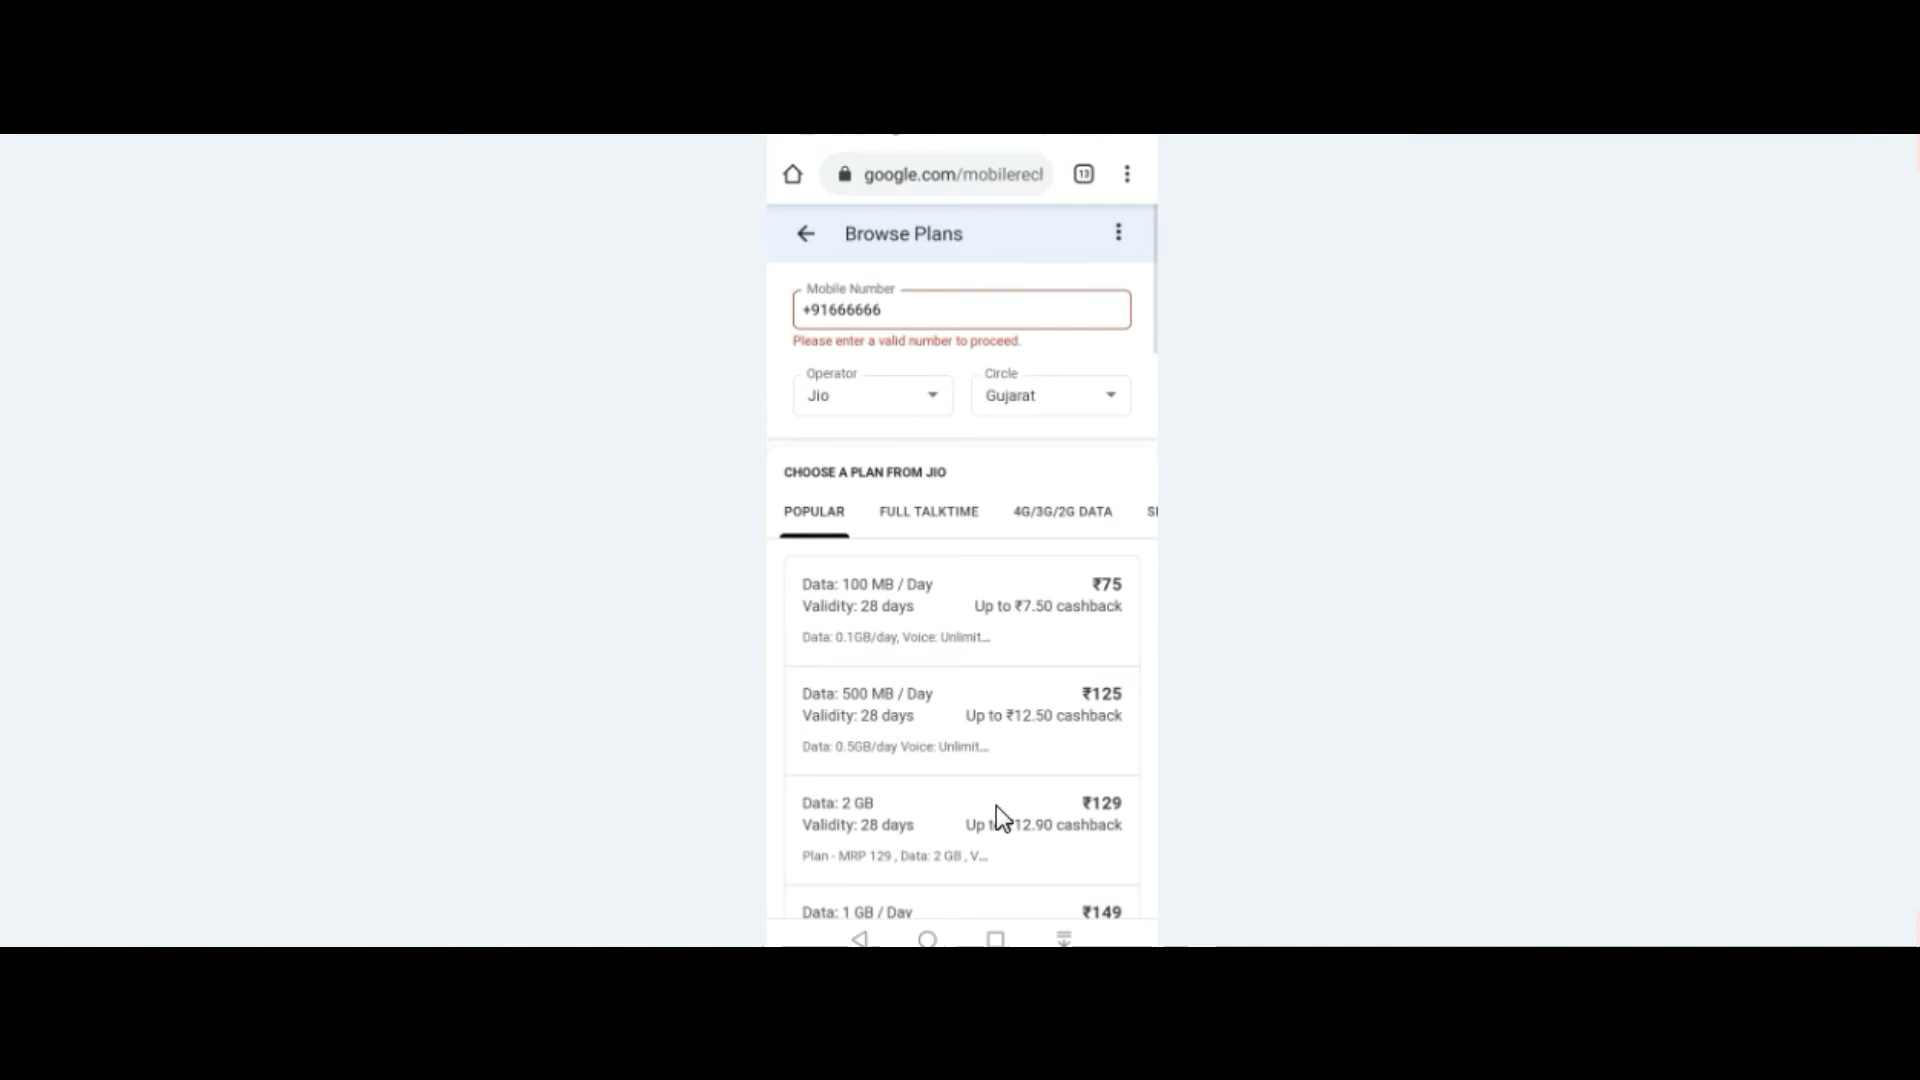 13
google.com/mobilerecl
Browse Plans
Mobile Number
+91666666
Please enter a valid number to proceed.
Operator
Circle
Jio
Gujarat
CHOOSE A PLAN FROM JIO
POPULAR FULL TALKTIME 4G/3G/2G DATA
Data: 100 MB / Day ₹75
Validity: 28 days Up to ₹7.50 cashback
Data: 0.1GB/day, Voice: Unlimit...
Data: 500 MB / Day ₹125
Validity: 28 days Up to ₹12.50 cashback
Data: 0.5GB/day Voice: Unlimit...
Data: 2 GB ₹129
Validity: 28 days Up 12.90 cashback
Plan - MRP 129 , Data: 2 GB , V...
Data: 1 GB / Day ₹149